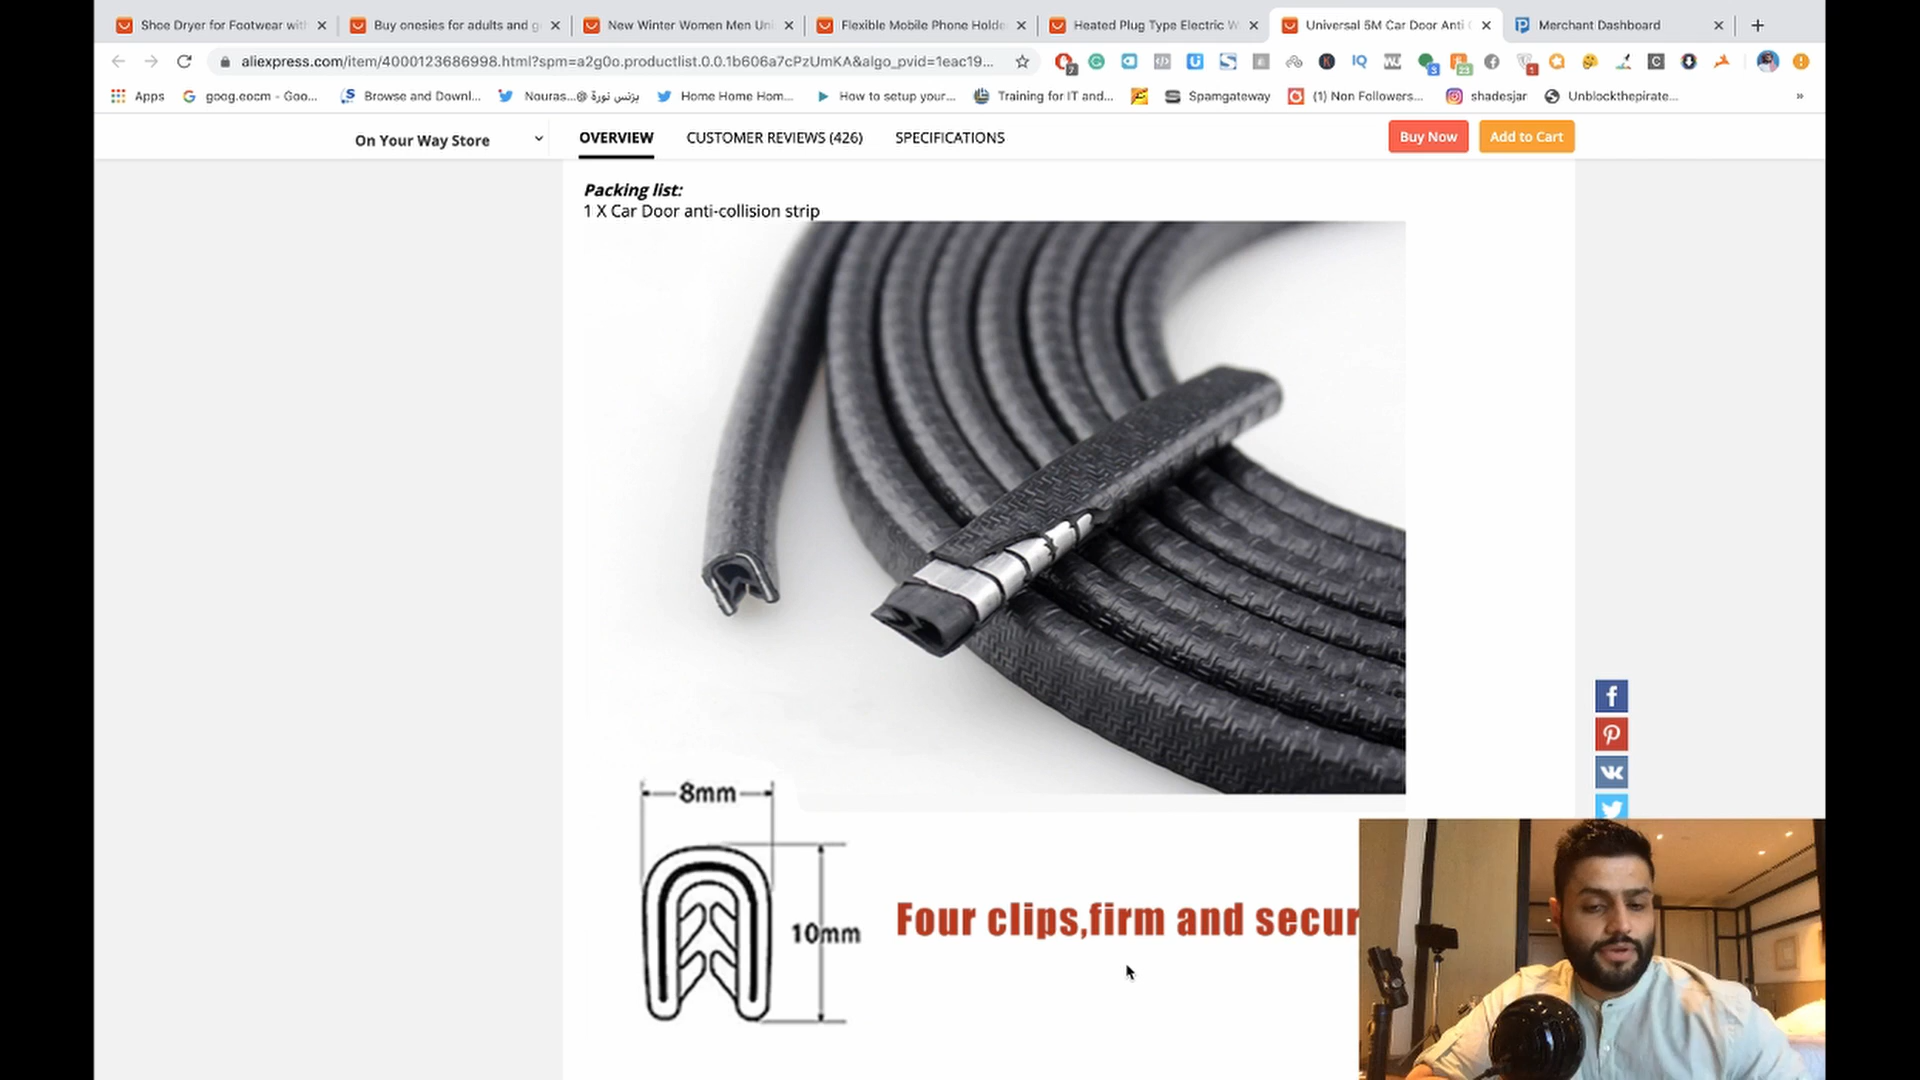 Shoe Dryer for Footwear with
Buy onesies for adults and g
New Winter Women Men Uni
Flexible Mobile Phone Holde
Heated Plug Type Electric W
Universal 5M Car Door Anti C
Merchant Dashboard
aliexpress.com/item/4000123686998.html?spm=a2g0o.productlist.0.0.1b606a7cPzUmKA&algo_pvid=1eac19...
Apps
goog.eocm - Goo...
Browse and Downl...
Nouras...@ بزنس نورة
Home Home Hom...
How to setup your...
Training for IT and...
Spamgateway
(1) Non Followers...
shadesjar
Unblockthepirate...
»
On Your Way Store
OVERVIEW
CUSTOMER REVIEWS (426)
SPECIFICATIONS
Buy Now
Add to Cart
Packing list:
1 X Car Door anti-collision strip
8mm
10mm
Four clips,firm and secur